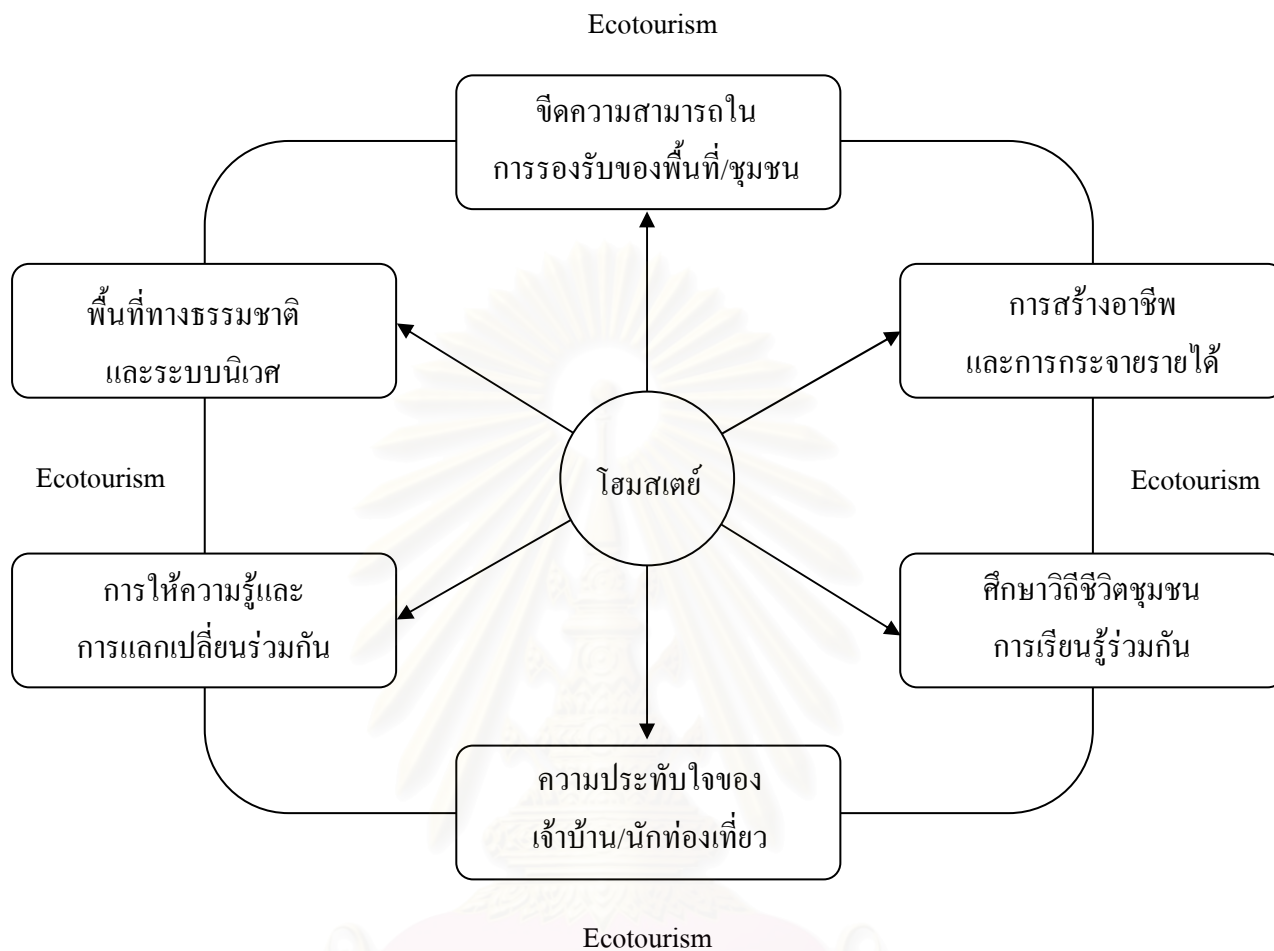 Ecotourism
ขีดความสามารถใน
การรองรับของพื้นที่/ชุมชน
พื้นที่ทางธรรมชาติ
และระบบนิเวศ
การสร้างอาชีพ
และการกระจายรายได้
Ecotourism
โฮมสเตย์
Ecotourism
การให้ความรู้และ
การแลกเปลี่ยนร่วมกัน
ศึกษาวิถีชีวิตชุมชน
การเรียนรู้ร่วมกัน
ความประทับใจของ
เจ้าบ้าน/นักท่องเที่ยว
Ecotourism